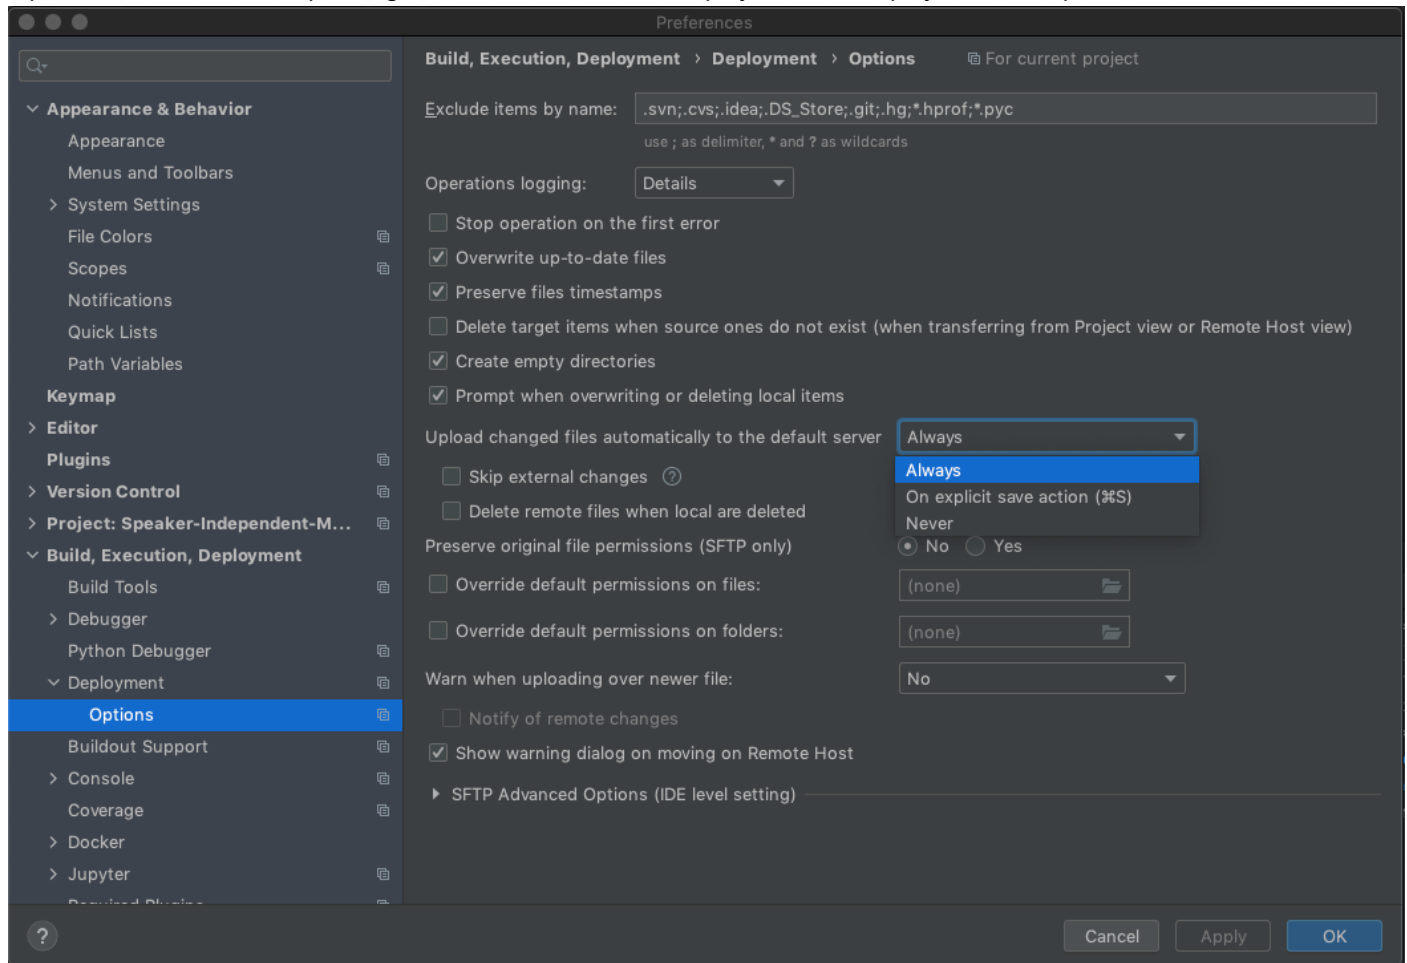 Preferences
Appearance & Behavior
Appearance
Menus and Toolbars
System Settings
File Colors
Scopes
Notifications
Quick Lists
Path Variables
Keymap
Editor
Plugins
Version Control
Project: Speaker-Independent-M...
Build, Execution, Deployment
Build Tools
Debugger
Python Debugger
Deployment
Options
Buildout Support
Console
Coverage
Docker
Jupyter
Build, Execution, Deployment › Deployment › Options For current project
Exclude items by name: .svn;.cvs;.idea;.DS_Store;.git;.hg;*.hprof;*.pyc
use ; as delimiter, * and ? as wildcards
Operations logging: Details
Stop operation on the first error
Overwrite up-to-date files
Preserve files timestamps
Delete target items when source ones do not exist (when transferring from Project view or Remote Host view)
Create empty directories
Prompt when overwriting or deleting local items
Upload changed files automatically to the default server Always
Always
On explicit save action (⌘S)
Never
Skip external changes ?
Delete remote files when local are deleted
Preserve original file permissions (SFTP only) No Yes
Override default permissions on files: (none)
Override default permissions on folders: (none)
Warn when uploading over newer file: No
Notify of remote changes
Show warning dialog on moving on Remote Host
SFTP Advanced Options (IDE level setting)
? Cancel Apply OK